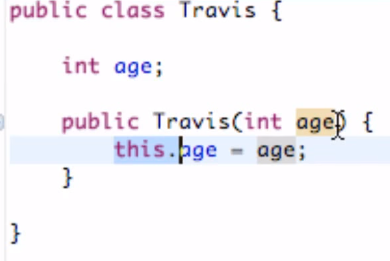 public class Travis {
int age;
public Travis(int age) {
this.age = age;
}
}